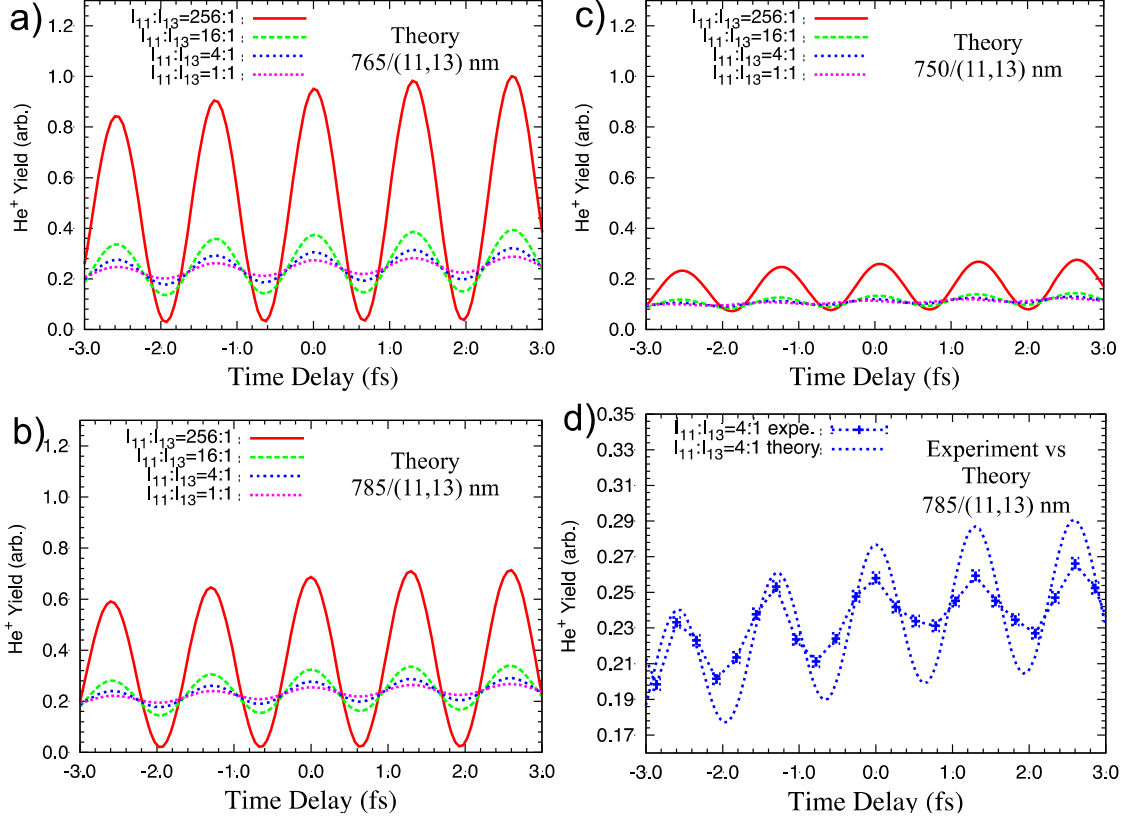 a)
I₁₁:I₁₃=256:1
I₁₁:I₁₃=16:1
I₁₁:I₁₃=4:1
I₁₁:I₁₃=1:1
Theory
765/(11,13) nm
He⁺ Yield (arb.)
1.2
1.0
0.8
0.6
0.4
0.2
0.0
-3.0 -2.0 -1.0 0.0 1.0 2.0 3.0
Time Delay (fs)
c)
I₁₁:I₁₃=256:1
I₁₁:I₁₃=16:1
I₁₁:I₁₃=4:1
I₁₁:I₁₃=1:1
Theory
750/(11,13) nm
He⁺ Yield (arb.)
1.2
1.0
0.8
0.6
0.4
0.2
0.0
-3.0 -2.0 -1.0 0.0 1.0 2.0 3.0
Time Delay (fs)
b)
I₁₁:I₁₃=256:1
I₁₁:I₁₃=16:1
I₁₁:I₁₃=4:1
I₁₁:I₁₃=1:1
Theory
785/(11,13) nm
He⁺ Yield (arb.)
1.2
1.0
0.8
0.6
0.4
0.2
0.0
-3.0 -2.0 -1.0 0.0 1.0 2.0 3.0
Time Delay (fs)
d)
I₁₁:I₁₃=4:1 expe.
I₁₁:I₁₃=4:1 theory
Experiment vs
Theory
785/(11,13) nm
He⁺ Yield (arb.)
0.35
0.33
0.31
0.29
0.27
0.25
0.23
0.21
0.19
0.17
-3.0 -2.0 -1.0 0.0 1.0 2.0 3.0
Time Delay (fs)